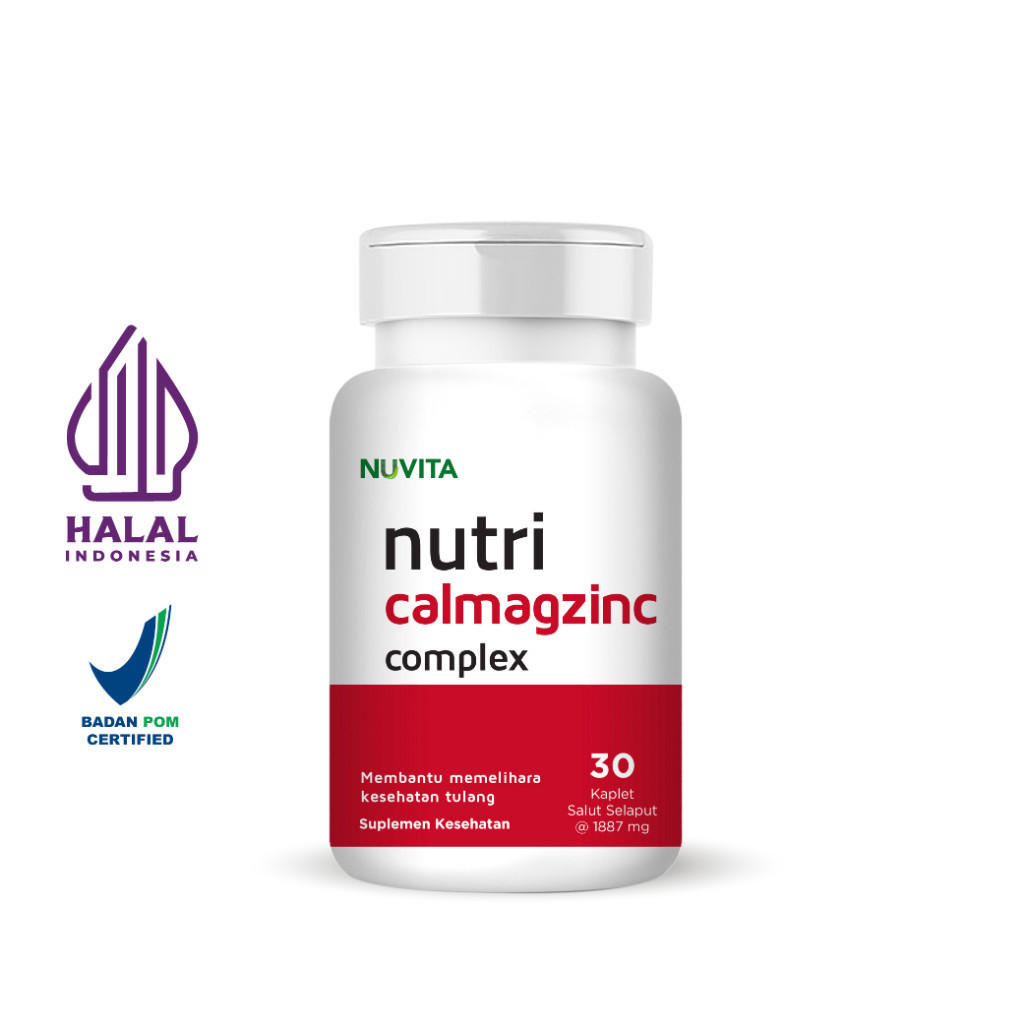 HALAL
INDONESIA
BADAN POM
CERTIFIED
NUVITA
nutri
calmagzinc
complex
Membantu memelihara
kesehatan tulang
Suplemen Kesehatan
30
Kaplet
Salut Selaput
@ 1887 mg